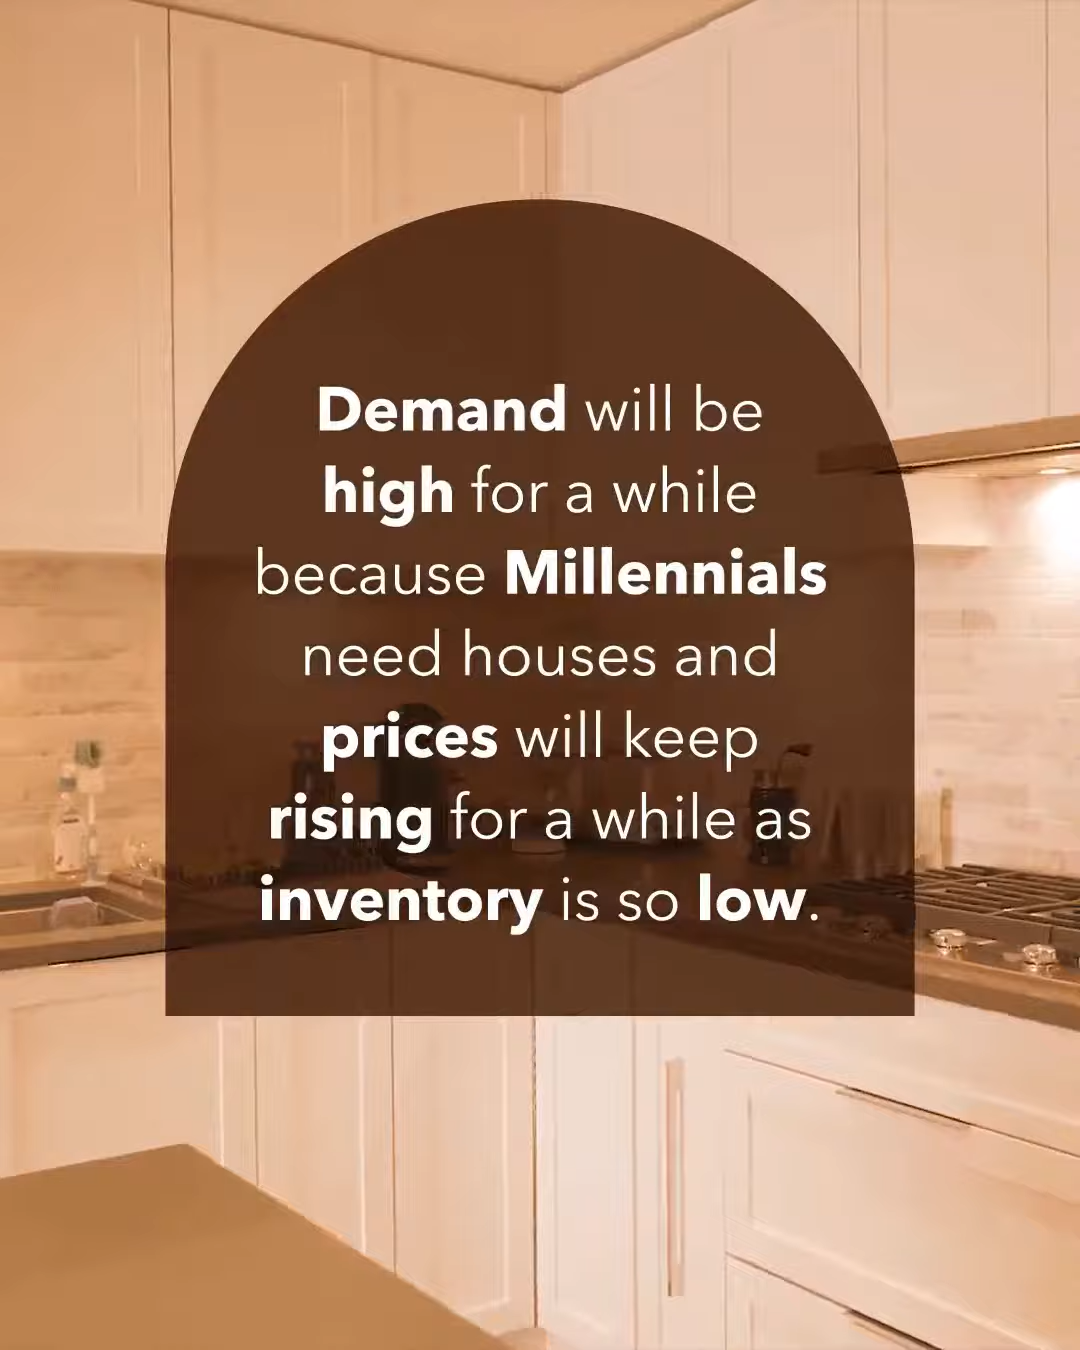 Demand will be
high for a while
because Millennials
need houses and
prices will keep
rising for a while as
inventory is so low.